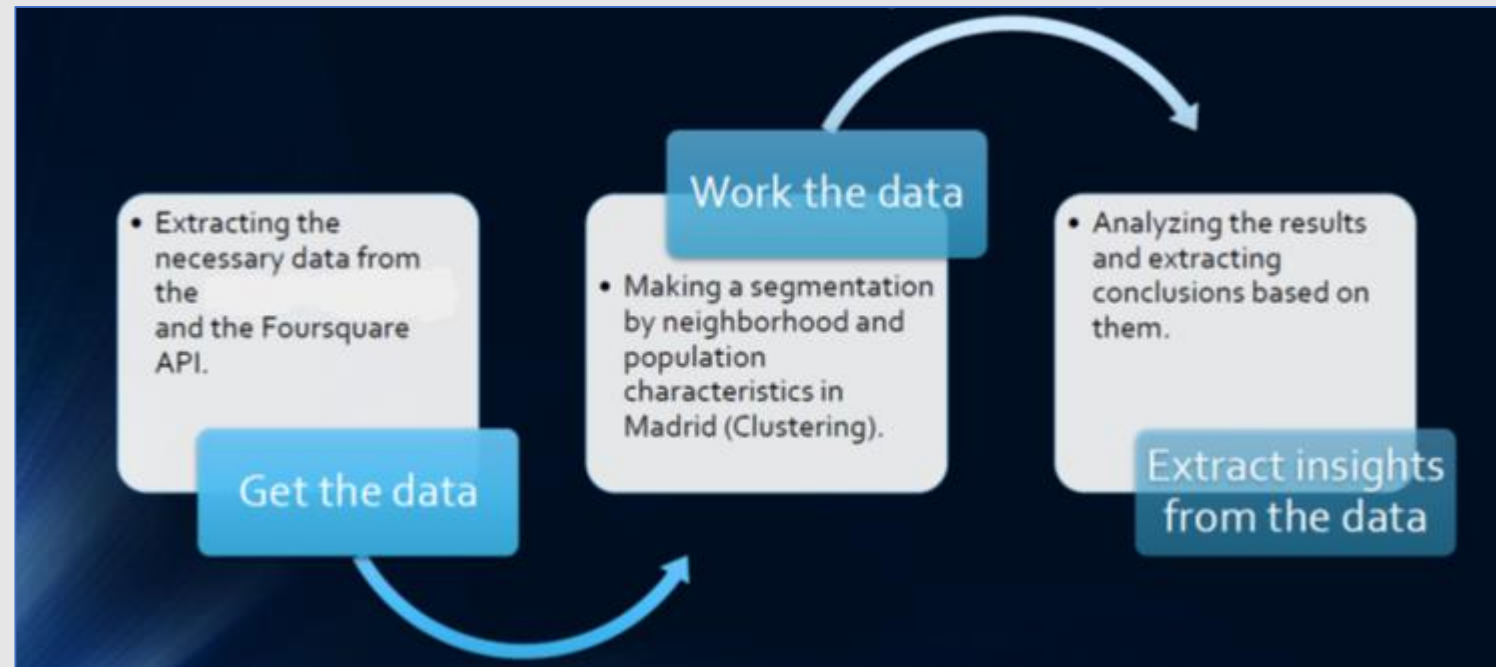 • Extracting the
necessary data from
the
and the Foursquare
API.
Get the data
Work the data
• Making a segmentation
by neighborhood and
population
characteristics in
Madrid (Clustering).
• Analyzing the results
and extracting
conclusions based on
them.
Extract insights
from the data